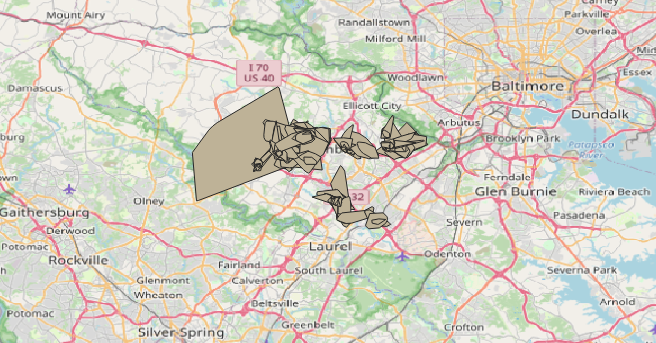 Mount Airy
Randallstown
Parkville
Milford Mill
Overlea
I 70
US 40
Woodlawn
Essex
Damascus
Baltimore
Ellicott City
Dundalk
Arbutus
Brooklyn Park
Patapsco
River
Ferndale
Glen Burnie
Riviera Beach
32
Olney
Gaithersburg
Severn
Pasadena
Derwood
Potomac
Laurel
Rockville
Fairland
South Laurel
Odenton
Severna Park
Glenmont
Calverton
Wheaton
Beltsville
Arnold
Potomac
Silver Spring
Greenbelt
Crofton